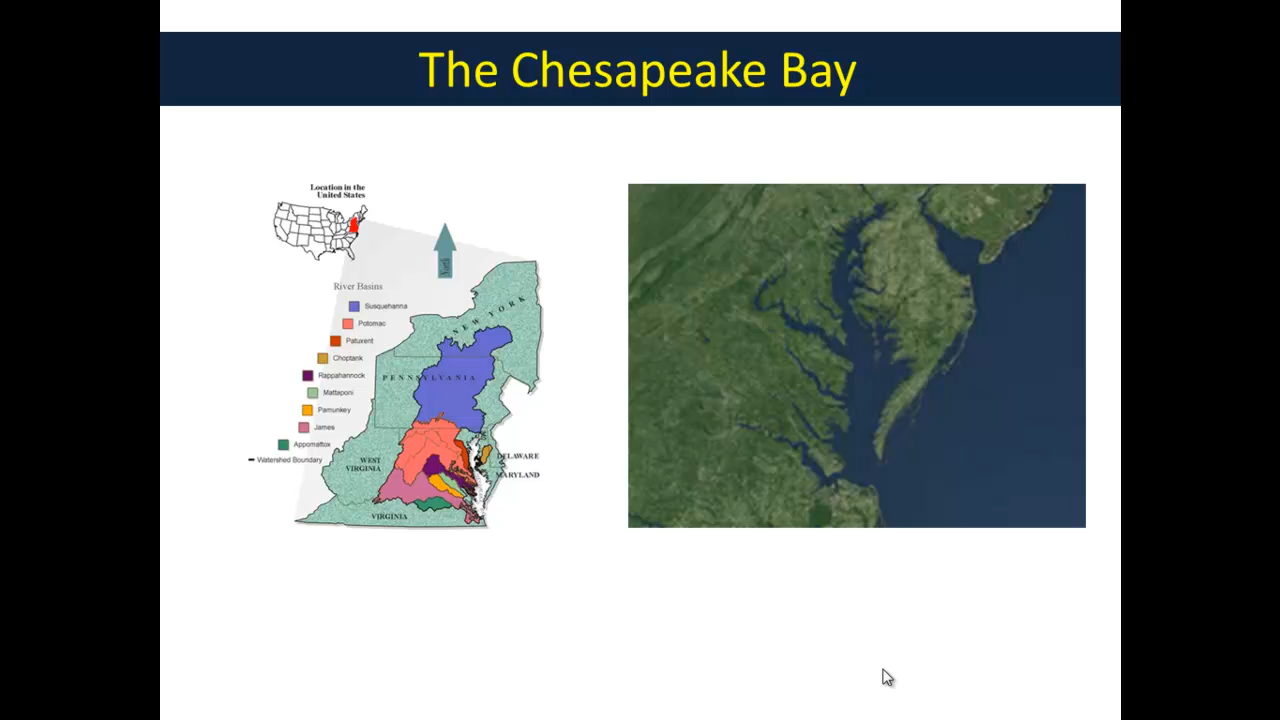 The Chesapeake Bay
Location in the
United States
North
River Basins
Susquehanna
Potomac
Patuxent
Choptank
Rappahannock
Mattaponi
Pamunkey
James
Appomattox
Watershed Boundary
NEW YORK
PENNSYLVANIA
WEST
VIRGINIA
DELAWARE
MARYLAND
VIRGINIA